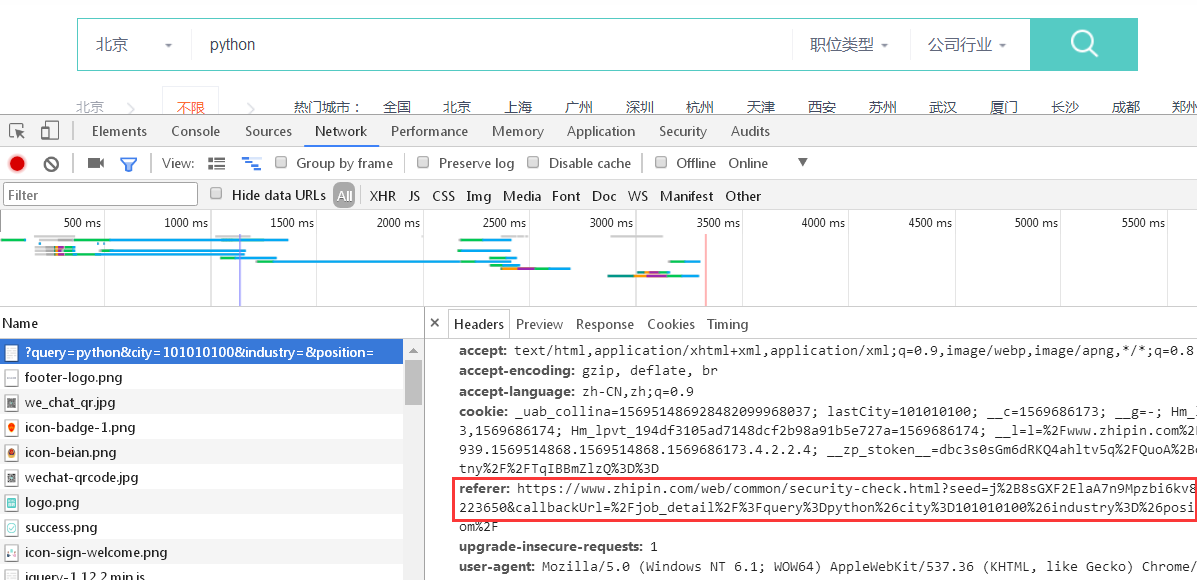 北京 python 职位类型 公司行业
北京 不限 热门城市： 全国 北京 上海 广州 深圳 杭州 天津 西安 苏州 武汉 厦门 长沙 成都 郑州
Elements Console Sources Network Performance Memory Application Security Audits
View: Group by frame Preserve log Disable cache Offline Online
Filter Hide data URLs All XHR JS CSS Img Media Font Doc WS Manifest Other
500 ms 1000 ms 1500 ms 2000 ms 2500 ms 3000 ms 3500 ms 4000 ms 4500 ms 5000 ms 5500 ms
Name
?query=python&city=101010100&industry=&position=
footer-logo.png
we_chat_qr.jpg
icon-badge-1.png
icon-beian.png
wechat-qrcode.jpg
logo.png
success.png
icon-sign-welcome.png
jquery-1.12.2.min.js
× Headers Preview Response Cookies Timing
accept: text/html,application/xhtml+xml,application/xml;q=0.9,image/webp,image/apng,*/*;q=0.8
accept-encoding: gzip, deflate, br
accept-language: zh-CN,zh;q=0.9
cookie: _uab_collina=156951486928482099968037; lastCity=101010100; __c=1569686173; __g=-; Hm_l
3,1569686174; Hm_lpvt_194df3105ad7148dcf2b98a91b5e727a=1569686174; __l=l=%2Fwww.zhipin.com%2F
939.1569514868.1569514868.1569686173.4.2.2.4; __zp_stoken__=dbc3s0sGm6dRKQ4ahltv5q%2FQuoA%2B
tny%2F%2FTqIBBmZlzQ%3D%3D
referer: https://www.zhipin.com/web/common/security-check.html?seed=j%2B8sGXF2ElaA7n9Mpzbi6kv8
223650&callbackUrl=%2Fjob_detail%2F%3Fquery%3Dpython%26city%3D101010100%26industry%3D%26posi
om%2F
upgrade-insecure-requests: 1
user-agent: Mozilla/5.0 (Windows NT 6.1; WOW64) AppleWebKit/537.36 (KHTML, like Gecko) Chrome/